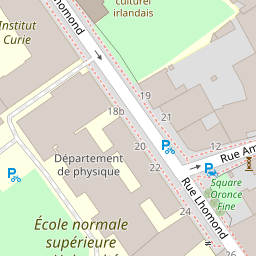 culturel
irlandais
Institut
Curie
Lhomond
19
18b
21
20
12
Rue Am
Département
de physique
22
Rue Lhomond
Square
Oronce
Fine
24
École normale
supérieure
26